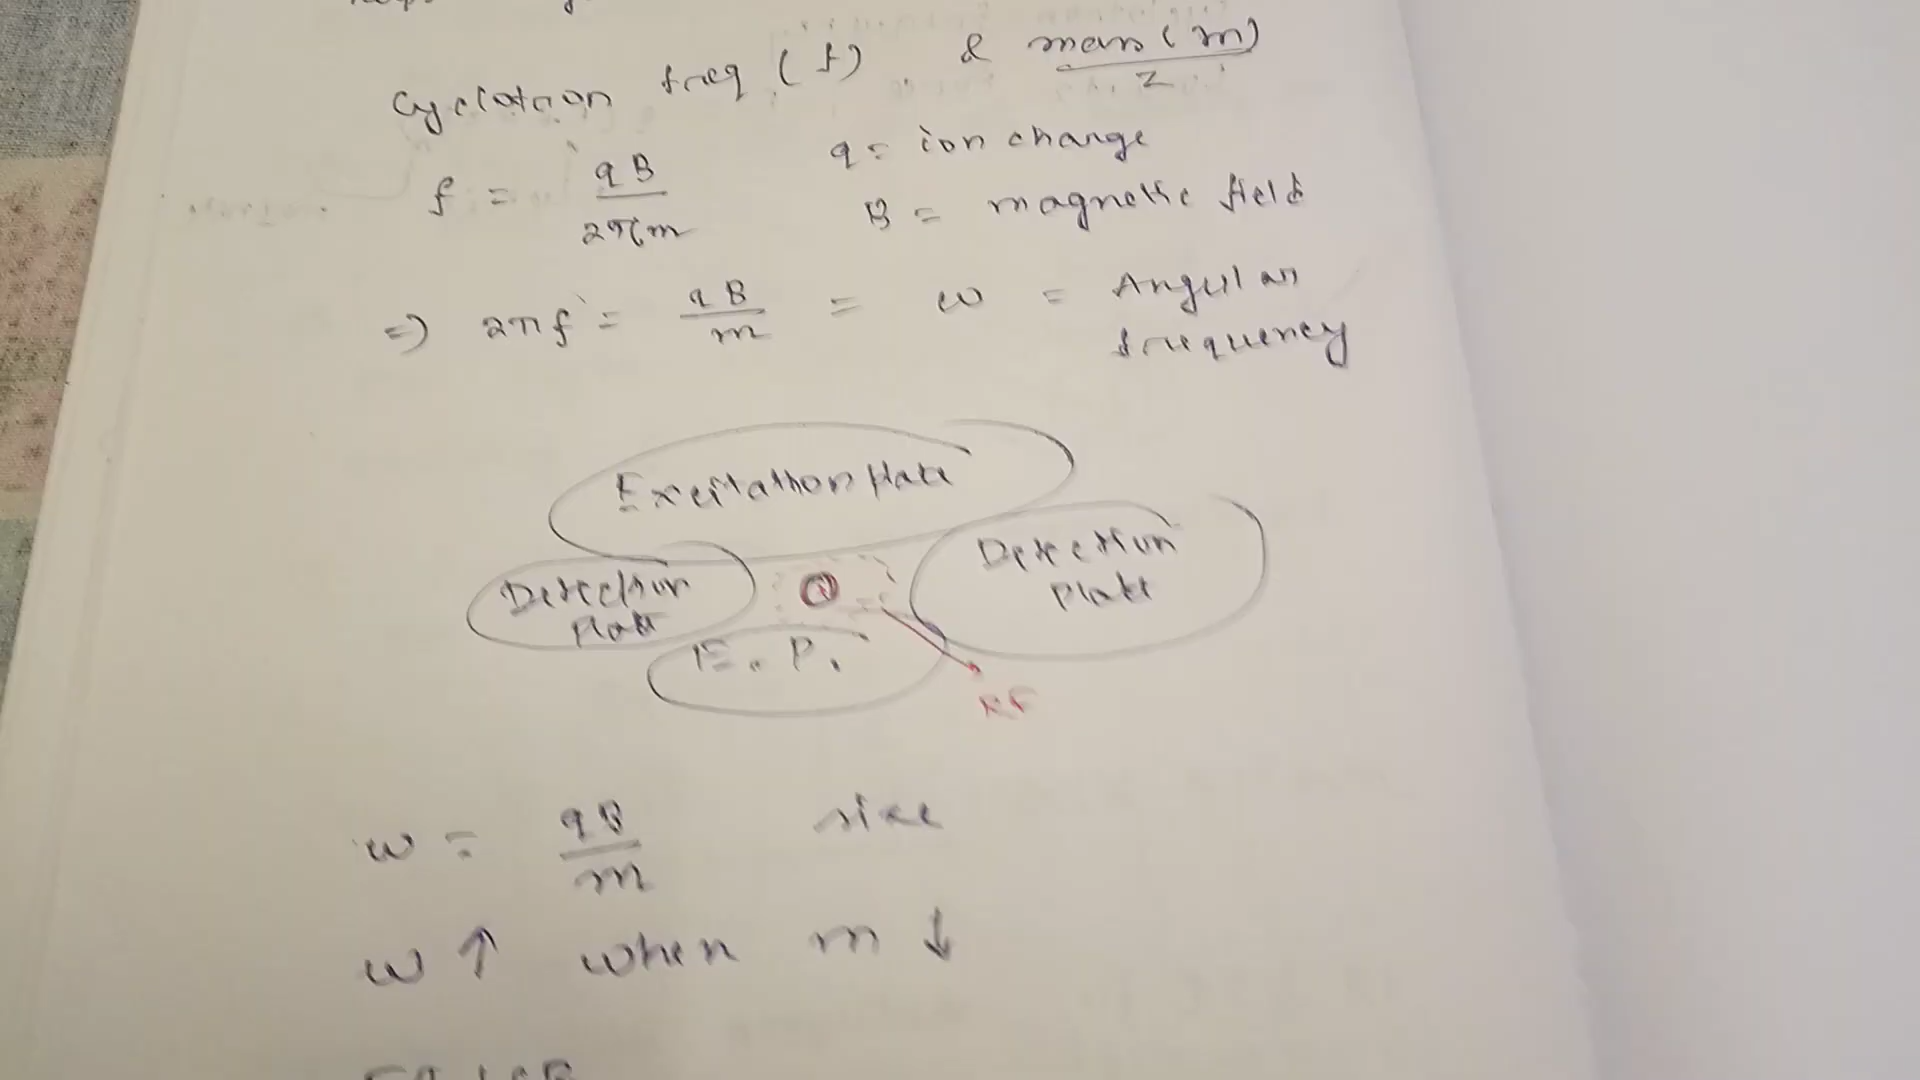 Cyclotron freq (f) & mass (m)/z
f = qB/2πm q = ion charge
B = magnetic field
=> 2πf = qB/m = w = Angular
frequency
Excitation plate
Detection
plate
Detection
plate
E. P.
RF
w = qB/m
w ↑ when m ↓